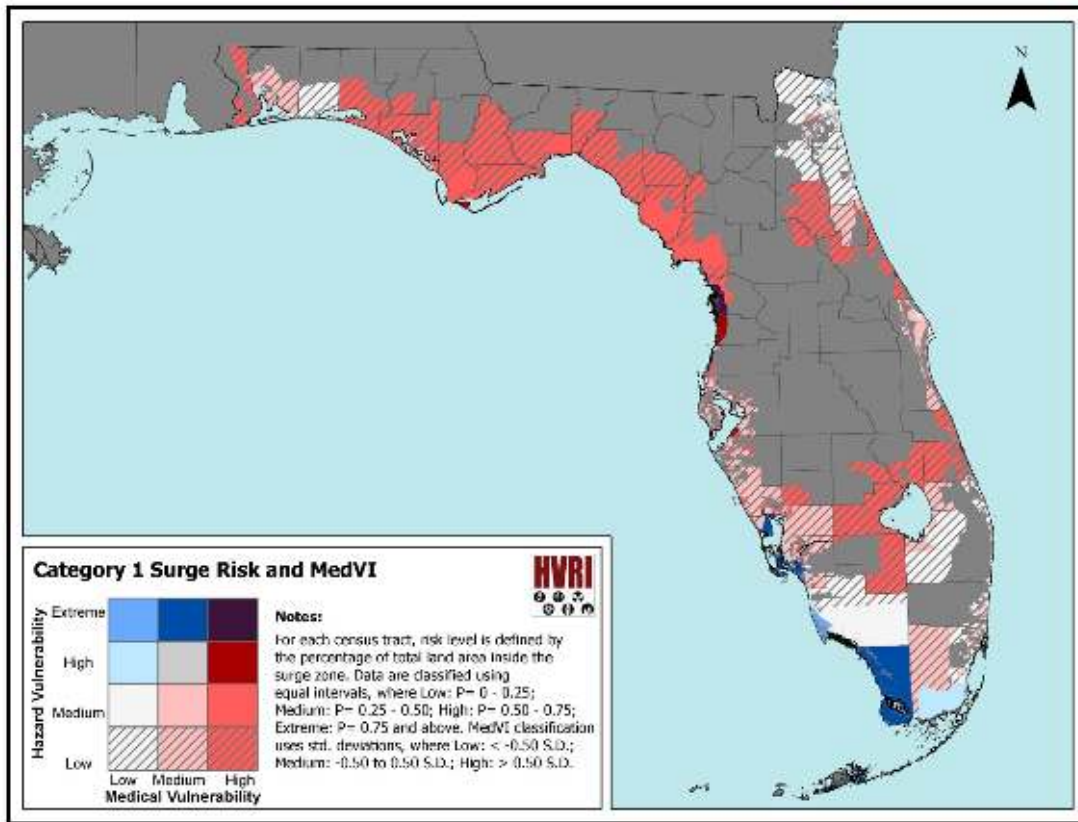 N
Category 1 Surge Risk and MedVI
HVRI
Hazard Vulnerability
Extreme
High
Medium
Low
Low Medium High
Medical Vulnerability
Notes:
For each census tract, risk level is defined by
the percentage of total land area inside the
surge zone. Data are classified using
equal intervals, where Low: P= 0 - 0.25;
Medium: P= 0.25 - 0.50; High: P= 0.50 - 0.75;
Extreme: P= 0.75 and above. MedVI classification
uses std. deviations, where Low: < -0.50 S.D.;
Medium: -0.50 to 0.50 S.D.; High: > 0.50 S.D.